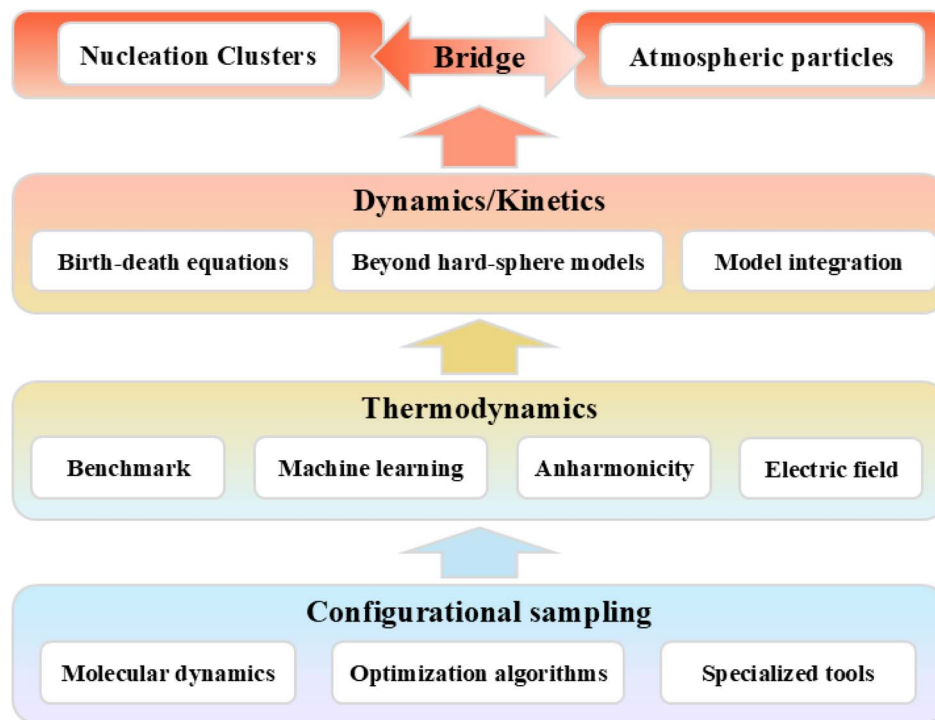 Nucleation Clusters
Bridge
Atmospheric particles
Dynamics/Kinetics
Birth-death equations
Beyond hard-sphere models
Model integration
Thermodynamics
Benchmark
Machine learning
Anharmonicity
Electric field
Configurational sampling
Molecular dynamics
Optimization algorithms
Specialized tools